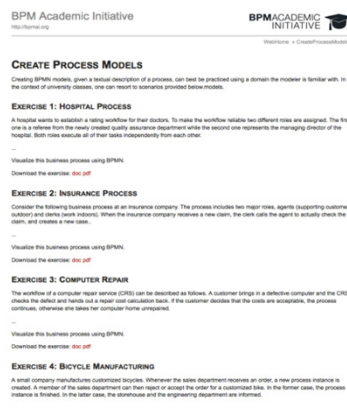 BPM Academic Initiative
http://bpmai.org
BPMACADEMIC
INITIATIVE
WebHome » CreateProcessModels
CREATE PROCESS MODELS
Creating BPMN models, given a textual description of a process, can best be practiced using a domain the modeler is familiar with. In
the context of university classes, one can resort to scenarios provided below.models.
EXERCISE 1: HOSPITAL PROCESS
A hospital wants to establish a rating workflow for their doctors. To make the workflow reliable two different roles are assigned. The
one is a referee from the newly created quality assurance department while the second one represents the managing director of the
hospital. Both roles execute all of their tasks independently from each other.
...
Visualize this business process using BPMN.
Download the exercise: doc pdf
EXERCISE 2: INSURANCE PROCESS
Consider the following business process at an insurance company. The process includes two major roles, agents (supporting
outdoor) and clerks (work indoors). When the insurance company receives a new claim, the clerk calls the agent to actually check the
claim, and creates a new case..
...
Visualize this business process using BPMN.
Download the exercise: doc pdf
EXERCISE 3: COMPUTER REPAIR
The workflow of a computer repair service (CRS) can be described as follows. A customer brings in a defective computer and the CRS
checks the defect and hands out a repair cost calculation back. If the customer decides that the costs are acceptable, the process
continues, otherwise she takes her computer home unrepaired.
...
Visualize this business process using BPMN.
Download the exercise: doc pdf
EXERCISE 4: BICYCLE MANUFACTURING
A small company manufactures customized bicycles. Whenever the sales department receives an order, a new process instance is
created. A member of the sales department can then reject or accept the order for a customized bike. In the former case, the process
instance is finished. In the latter case, the storehouse and the engineering department are informed.